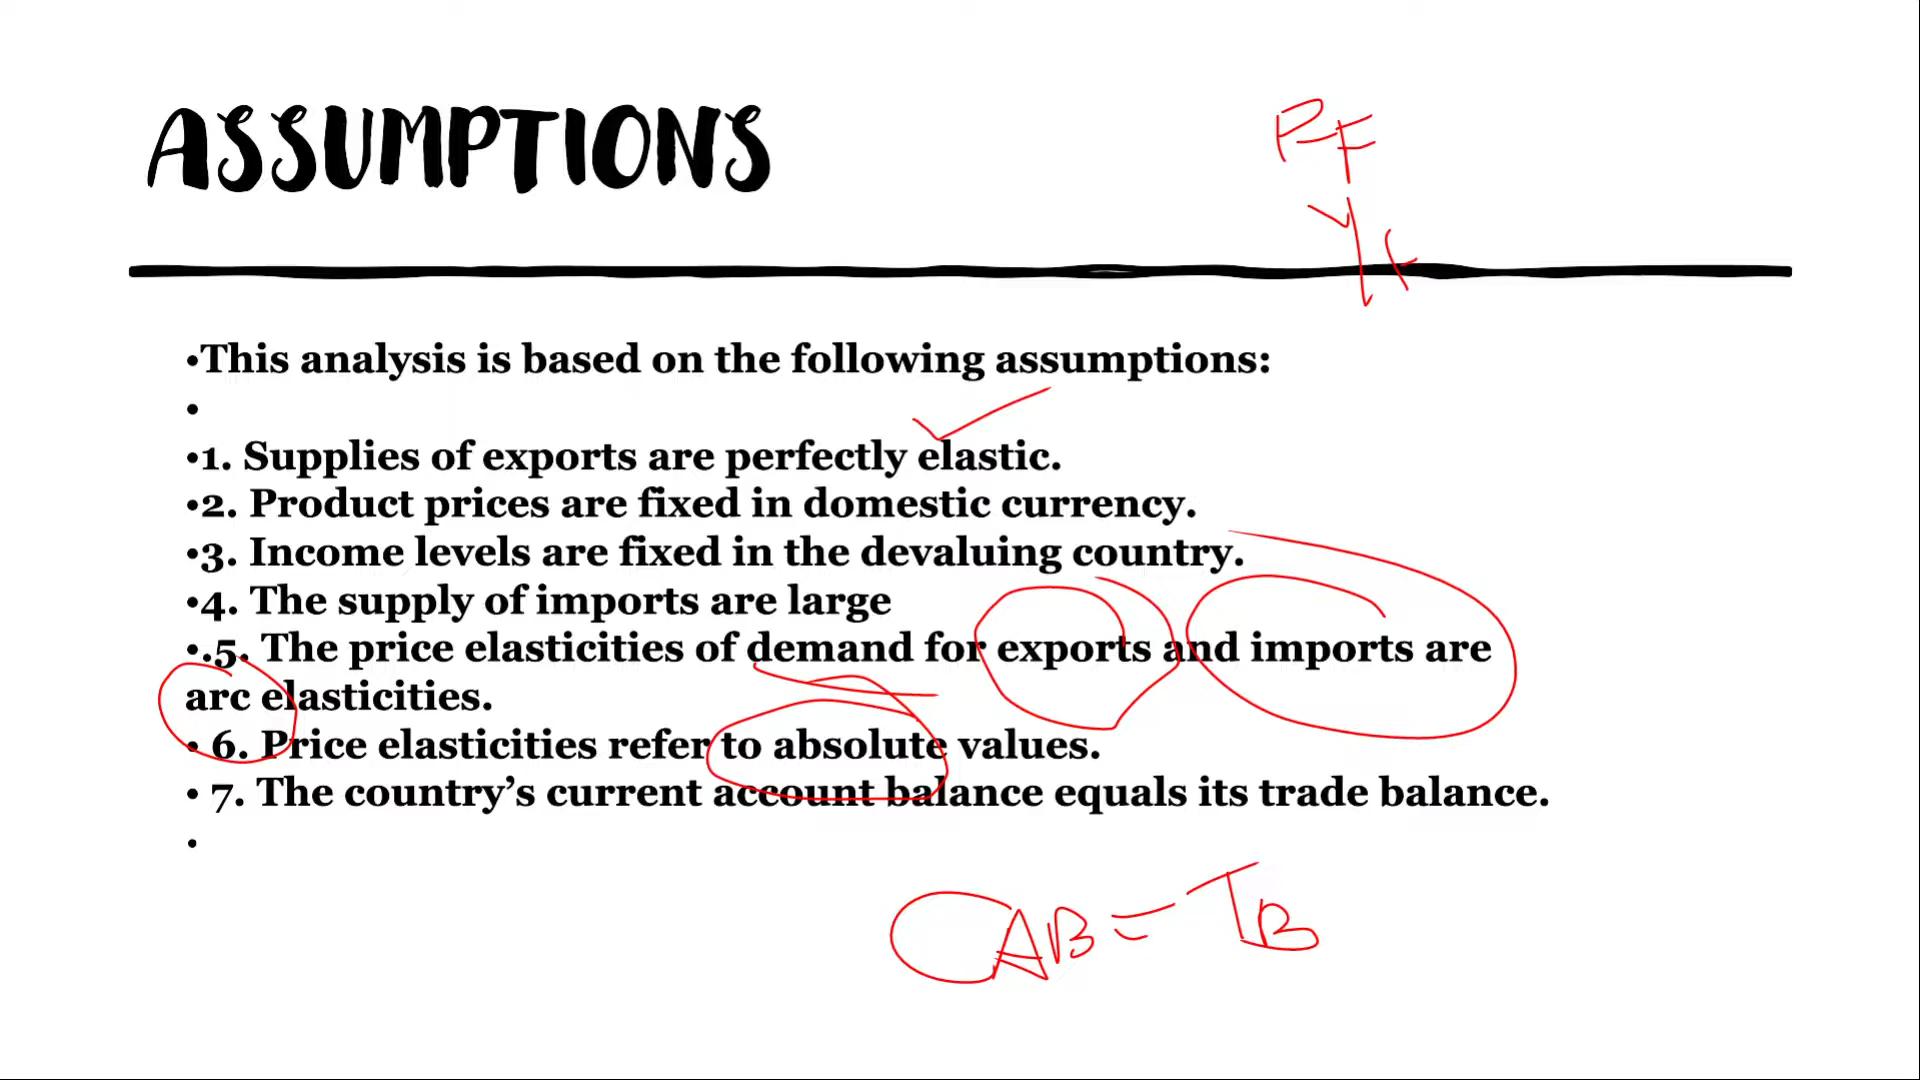 ASSUMPTIONS
PF
•This analysis is based on the following assumptions:
•
•1. Supplies of exports are perfectly elastic.
•2. Product prices are fixed in domestic currency.
•3. Income levels are fixed in the devaluing country.
•4. The supply of imports are large
•.5. The price elasticities of demand for exports and imports are
arc elasticities.
• 6. Price elasticities refer to absolute values.
• 7. The country’s current account balance equals its trade balance.
•
CAB = TB